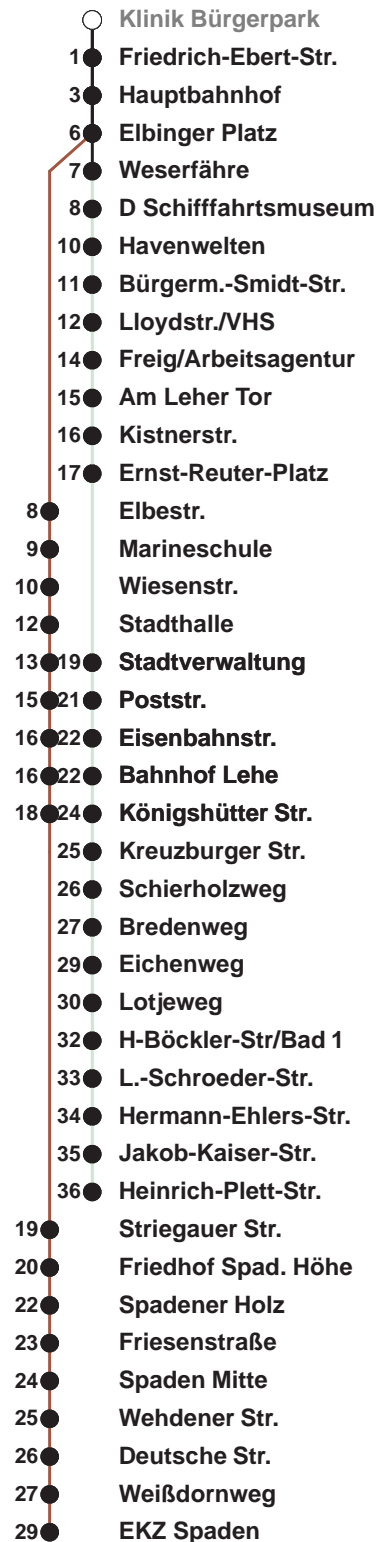 Klinik Bürgerpark
1 Friedrich-Ebert-Str.
3 Hauptbahnhof
6 Elbinger Platz
7 Weserfähre
8 D Schifffahrtsmuseum
10 Havenwelten
11 Bürgerm.-Smidt-Str.
12 Lloydstr./VHS
14 Freig/Arbeitsagentur
15 Am Leher Tor
16 Kistnerstr.
17 Ernst-Reuter-Platz
8 Elbestr.
9 Marineschule
10 Wiesenstr.
12 Stadthalle
13 19 Stadtverwaltung
15 21 Poststr.
16 22 Eisenbahnstr.
16 22 Bahnhof Lehe
18 24 Königshütter Str.
25 Kreuzburger Str.
26 Schierholzweg
27 Bredenweg
29 Eichenweg
30 Lotjeweg
32 H-Böckler-Str/Bad 1
33 L.-Schroeder-Str.
34 Hermann-Ehlers-Str.
35 Jakob-Kaiser-Str.
36 Heinrich-Plett-Str.
19 Striegauer Str.
20 Friedhof Spad. Höhe
22 Spadener Holz
23 Friesenstraße
24 Spaden Mitte
25 Wehdener Str.
26 Deutsche Str.
27 Weißdornweg
29 EKZ Spaden